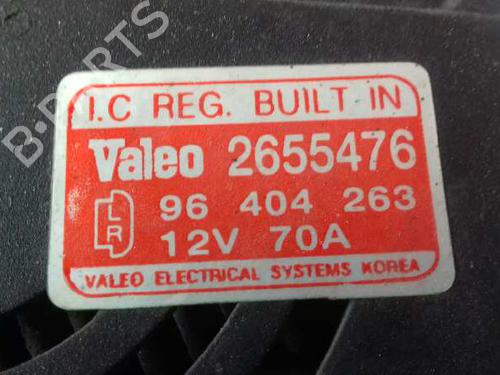 B-PARTS
I.C REG. BUILT IN
Valeo 2655476
LR 96 404 263
12V 70A
VALEO ELECTRICAL SYSTEMS KOREA